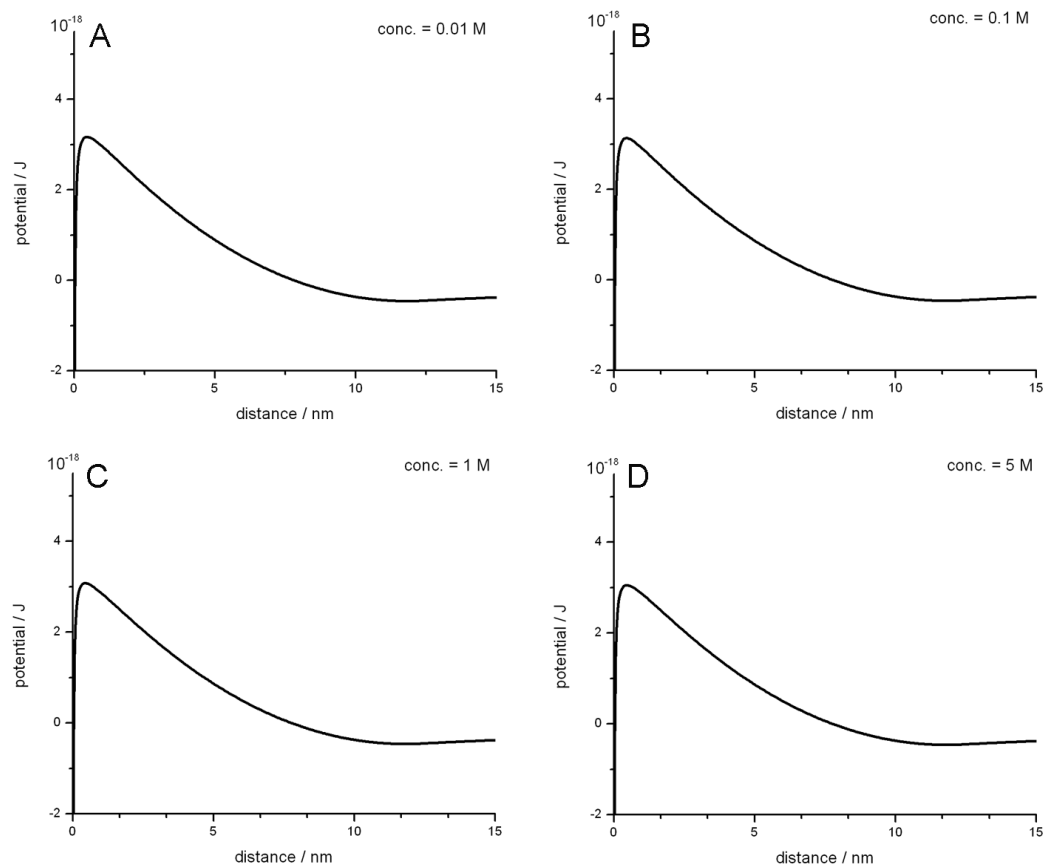 10-18
A
conc. = 0.01 M
4
2
0
-2
potential / J
0
5
10
15
distance / nm
10-18
B
conc. = 0.1 M
4
2
0
-2
potential / J
0
5
10
15
distance / nm
10-18
C
conc. = 1 M
4
2
0
-2
potential / J
0
5
10
15
distance / nm
10-18
D
conc. = 5 M
4
2
0
-2
potential / J
0
5
10
15
distance / nm